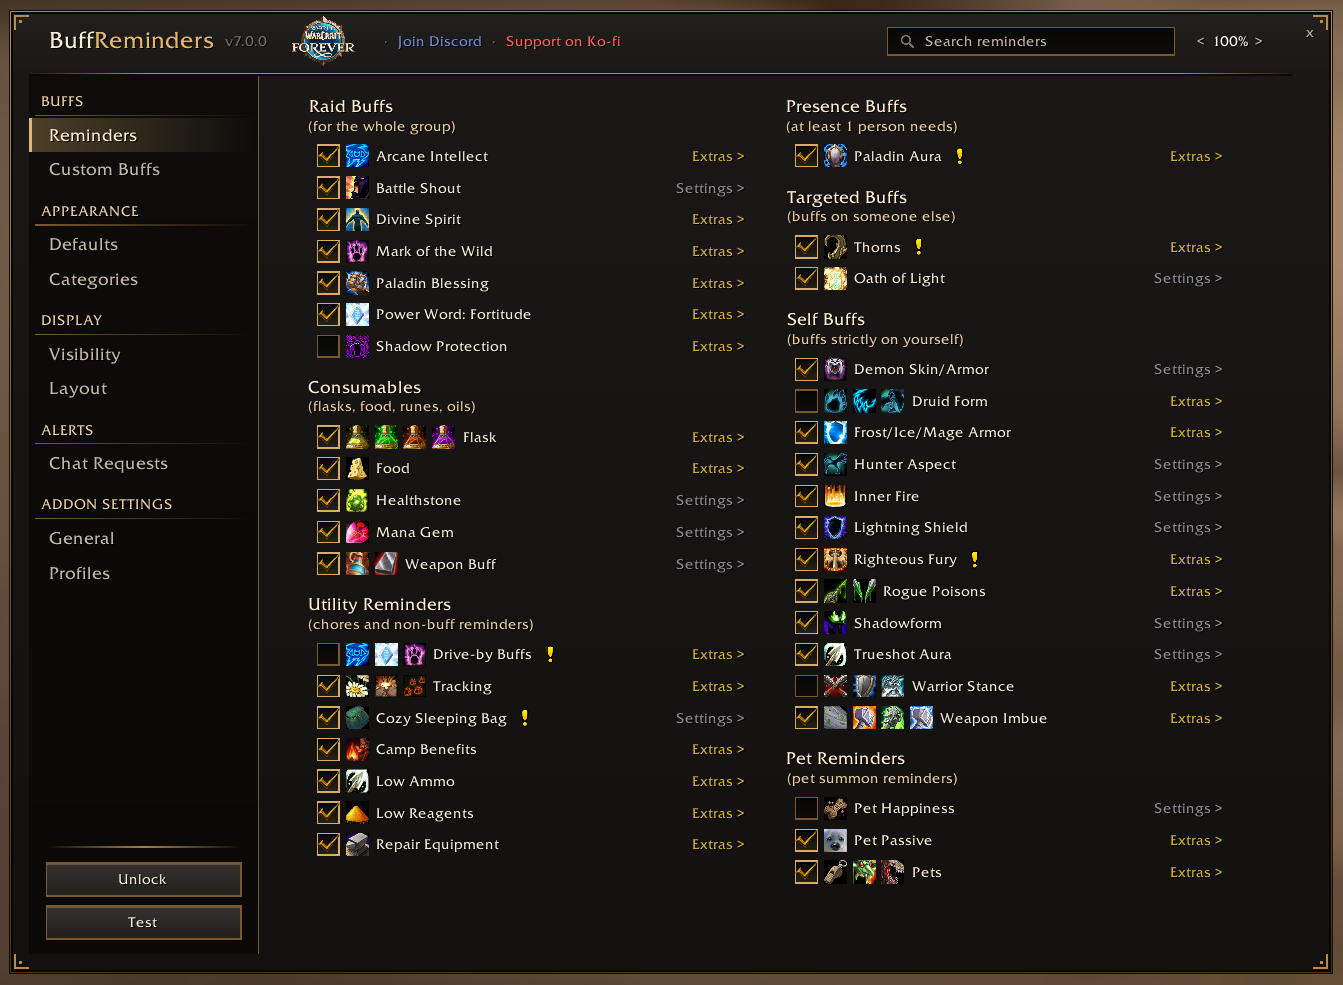 BuffReminders v7.0.0
WARCRAFT
FOREVER
· Join Discord · Support on Ko-fi
Search reminders
< 100% >
x
BUFFS
Reminders
Custom Buffs
APPEARANCE
Defaults
Categories
DISPLAY
Visibility
Layout
ALERTS
Chat Requests
ADDON SETTINGS
General
Profiles
Unlock
Test
Raid Buffs
(for the whole group)
Arcane Intellect Extras >
Battle Shout Settings >
Divine Spirit Extras >
Mark of the Wild Extras >
Paladin Blessing Extras >
Power Word: Fortitude Extras >
Shadow Protection Extras >
Consumables
(flasks, food, runes, oils)
Flask Extras >
Food Extras >
Healthstone Settings >
Mana Gem Settings >
Weapon Buff Settings >
Utility Reminders
(chores and non-buff reminders)
Drive-by Buffs ! Extras >
Tracking Extras >
Cozy Sleeping Bag ! Settings >
Camp Benefits Extras >
Low Ammo Extras >
Low Reagents Extras >
Repair Equipment Extras >
Presence Buffs
(at least 1 person needs)
Paladin Aura ! Extras >
Targeted Buffs
(buffs on someone else)
Thorns ! Extras >
Oath of Light Settings >
Self Buffs
(buffs strictly on yourself)
Demon Skin/Armor Settings >
Druid Form Extras >
Frost/Ice/Mage Armor Extras >
Hunter Aspect Settings >
Inner Fire Settings >
Lightning Shield Settings >
Righteous Fury ! Extras >
Rogue Poisons Extras >
Shadowform Settings >
Trueshot Aura Settings >
Warrior Stance Extras >
Weapon Imbue Extras >
Pet Reminders
(pet summon reminders)
Pet Happiness Settings >
Pet Passive Extras >
Pets Extras >